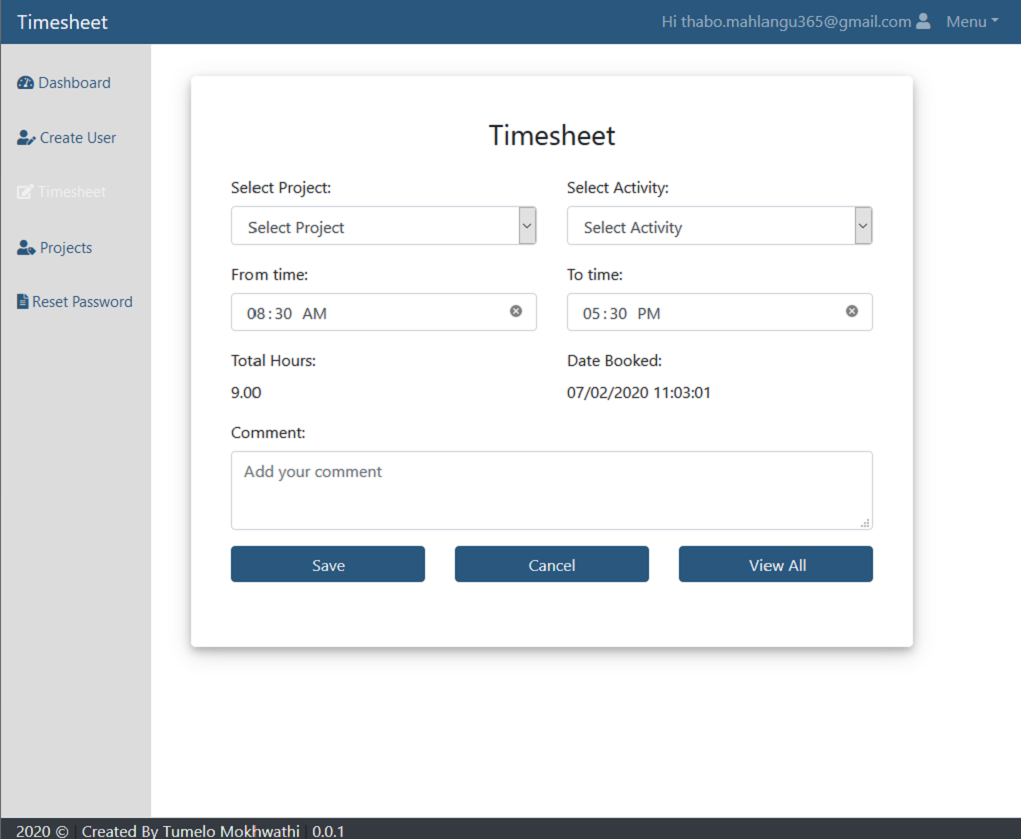 Timesheet
Hi thabo.mahlangu365@gmail.com Menu
Dashboard
Create User
Timesheet
Projects
Reset Password
Timesheet
Select Project: Select Activity:
Select Project Select Activity
From time: To time:
08:30 AM 05:30 PM
Total Hours: Date Booked:
9.00 07/02/2020 11:03:01
Comment:
Add your comment
Save Cancel View All
2020 © | Created By Tumelo Mokhwathi | 0.0.1